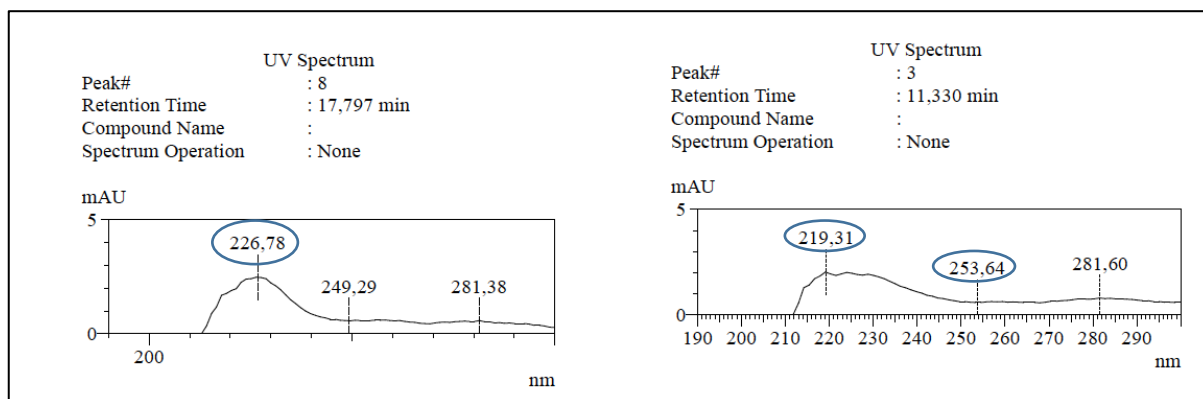 UV Spectrum
Peak# : 8
Retention Time : 17,797 min
Compound Name :
Spectrum Operation : None
mAU
5
226,78
249,29
281,38
0
200
nm
UV Spectrum
Peak# : 3
Retention Time : 11,330 min
Compound Name :
Spectrum Operation : None
mAU
5
219,31
253,64
281,60
0
190 200 210 220 230 240 250 260 270 280 290
nm